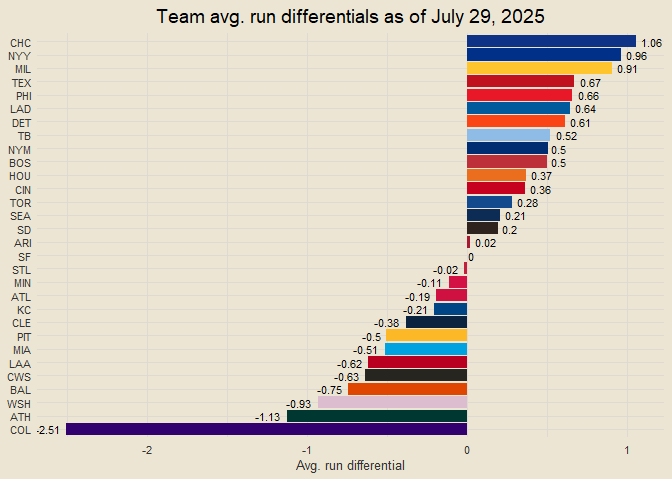 Team avg. run differentials as of July 29, 2025
CHC 1.06
NYY 0.96
MIL 0.91
TEX 0.67
PHI 0.66
LAD 0.64
DET 0.61
TB 0.52
NYM 0.5
BOS 0.5
HOU 0.37
CIN 0.36
TOR 0.28
SEA 0.21
SD 0.2
ARI 0.02
SF 0
STL -0.02
MIN -0.11
ATL -0.19
KC -0.21
CLE -0.38
PIT -0.5
MIA -0.51
LAA -0.62
CWS -0.63
BAL -0.75
WSH -0.93
ATH -1.13
COL -2.51
-2 -1 0 1
Avg. run differential